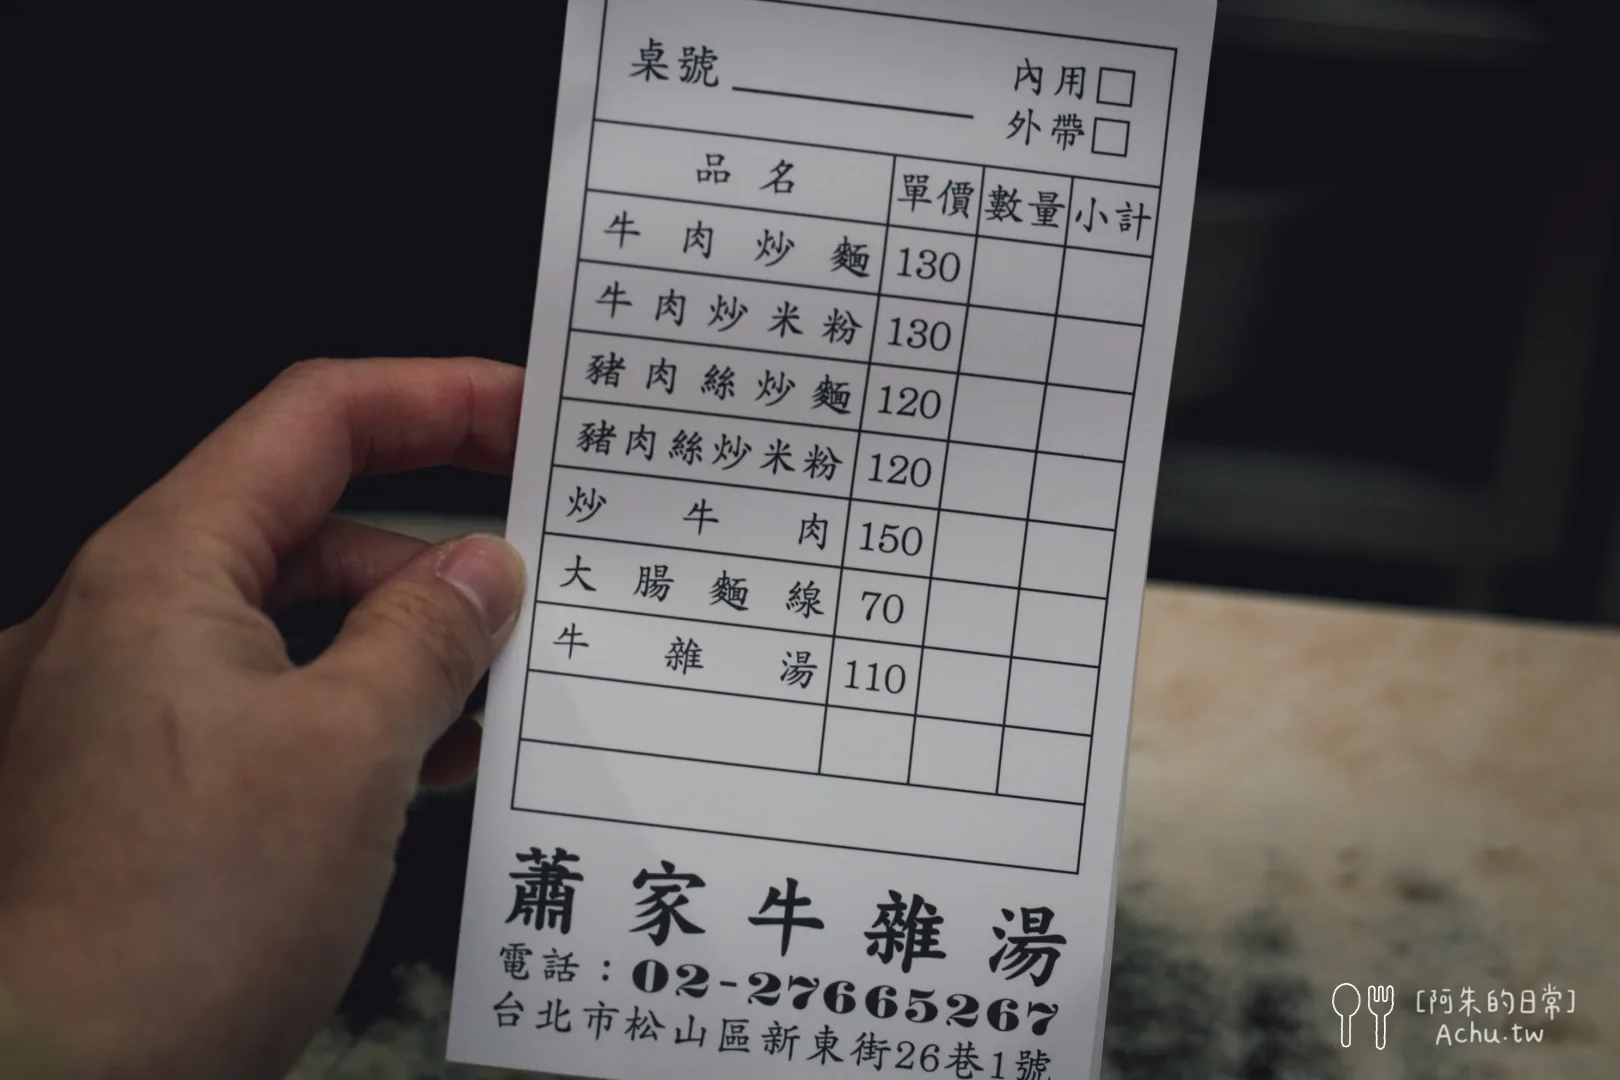 桌號 內用
外帶
品名 單價 數量 小計
牛肉炒麵 130
牛肉炒米粉 130
豬肉絲炒麵 120
豬肉絲炒米粉 120
炒牛肉 150
大腸麵線 70
牛雜湯 110
蕭家牛雜湯
電話：02-27665267
台北市松山區新東街26巷1號
[阿朱的日常]
Achu.tw